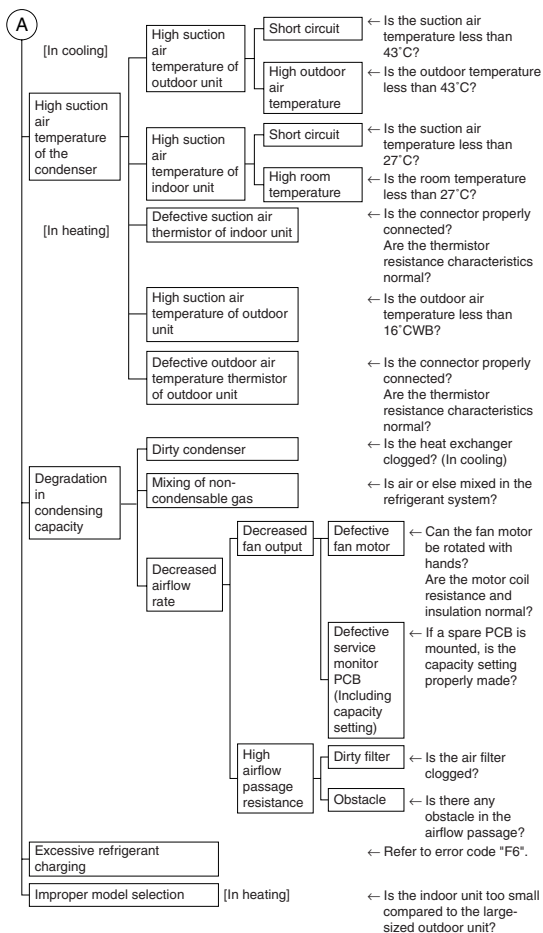 A
[In cooling]
High suction
air
temperature of
outdoor unit
Short circuit
← Is the suction air
temperature less than
43˚C?
High outdoor
air
temperature
← Is the outdoor temperature
less than 43˚C?
High suction
air
temperature
of the
condenser
High suction
air
temperature of
indoor unit
Short circuit
← Is the suction air
temperature less than
27˚C?
High room
temperature
← Is the room temperature
less than 27˚C?
[In heating]
Defective suction air
thermistor of indoor unit
← Is the connector properly
connected?
Are the thermistor
resistance characteristics
normal?
High suction air
temperature of outdoor
unit
← Is the outdoor air
temperature less than
16˚CWB?
Defective outdoor air
temperature thermistor
of outdoor unit
← Is the connector properly
connected?
Are the thermistor
resistance characteristics
normal?
Degradation
in
condensing
capacity
Dirty condenser
← Is the heat exchanger
clogged? (In cooling)
Mixing of non-
condensable gas
← Is air or else mixed in the
refrigerant system?
Decreased
airflow
rate
Decreased
fan output
Defective
fan motor
← Can the fan motor
be rotated with
hands?
Are the motor coil
resistance and
insulation normal?
Defective
service
monitor
PCB
(Including
capacity
setting)
← If a spare PCB is
mounted, is the
capacity setting
properly made?
High
airflow
passage
resistance
Dirty filter
← Is the air filter
clogged?
Obstacle
← Is there any
obstacle in the
airflow passage?
Excessive refrigerant
charging
← Refer to error code "F6".
Improper model selection
[In heating]
← Is the indoor unit too small
compared to the large-
sized outdoor unit?